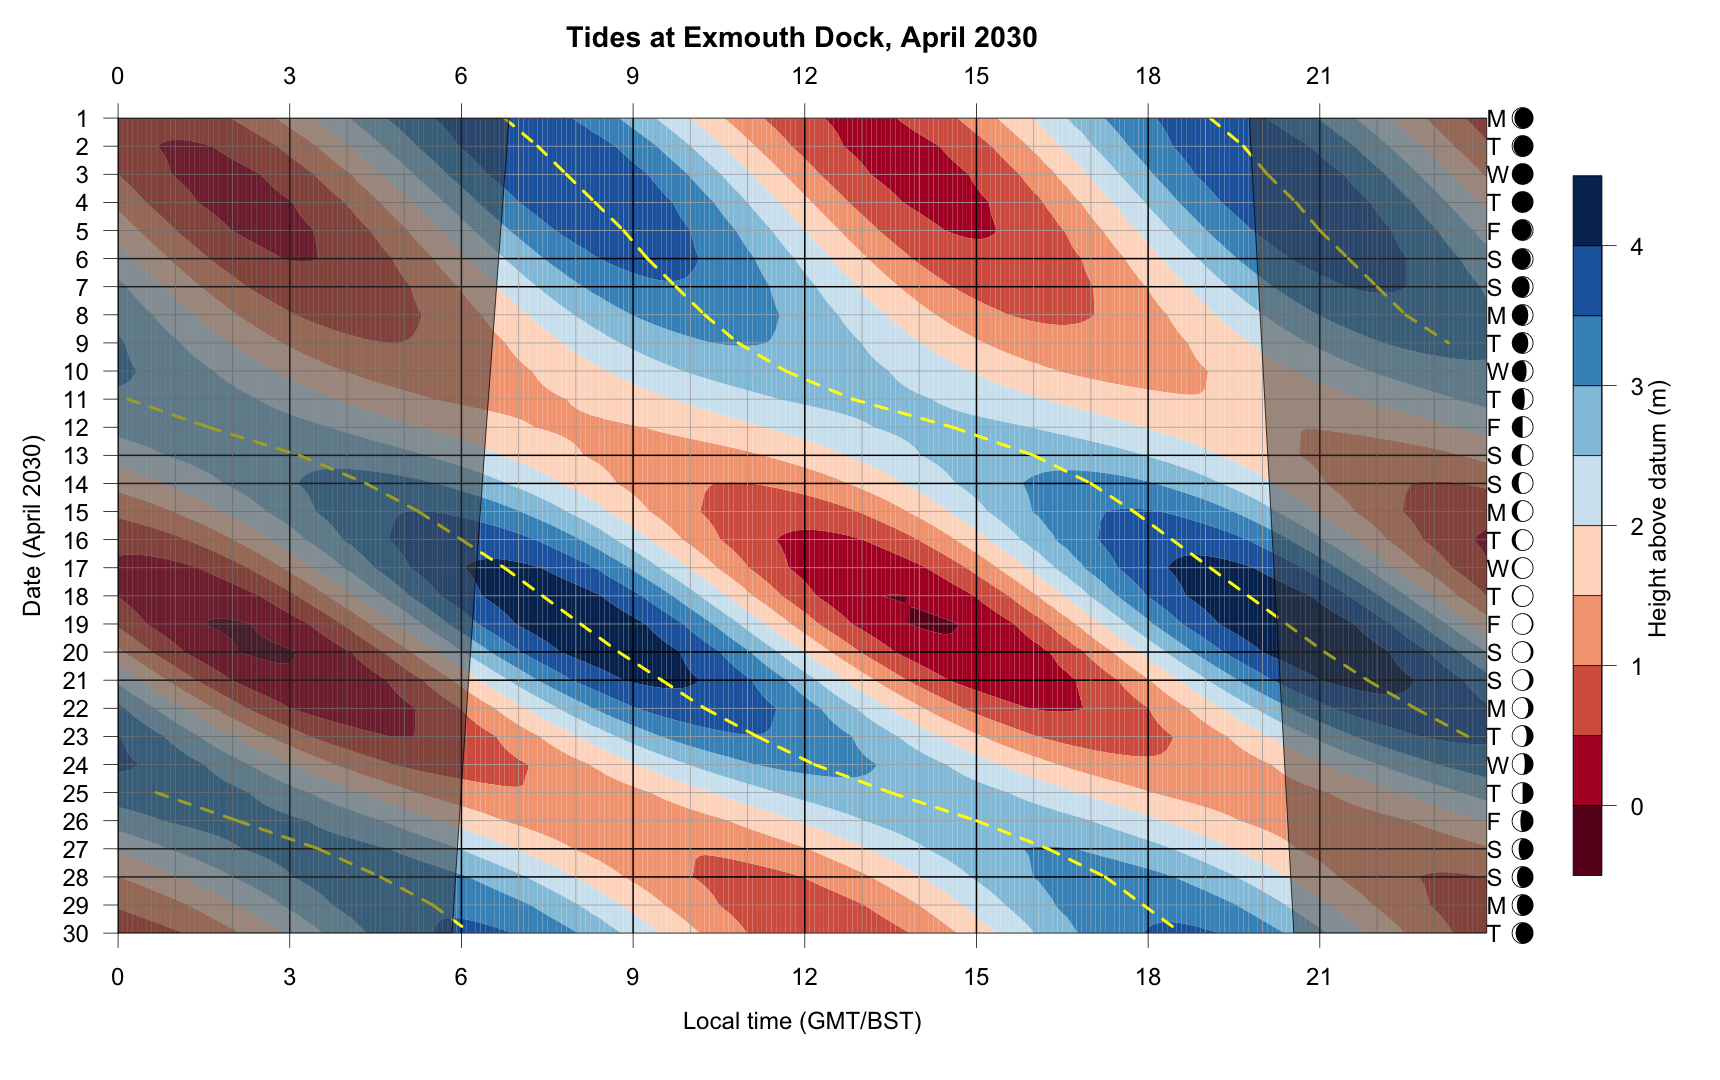 Tides at Exmouth Dock, April 2030
0 3 6 9 12 15 18 21
1 M
2 T
3 W
4 T
5 F
6 S
7 S
8 M
9 T
10 W
11 T
12 F
13 S
14 S
15 M
16 T
17 W
18 T
19 F
20 S
21 S
22 M
23 T
24 W
25 T
26 F
27 S
28 S
29 M
30 T
0 3 6 9 12 15 18 21
Local time (GMT/BST)
Date (April 2030)
4
3
2
1
0
Height above datum (m)